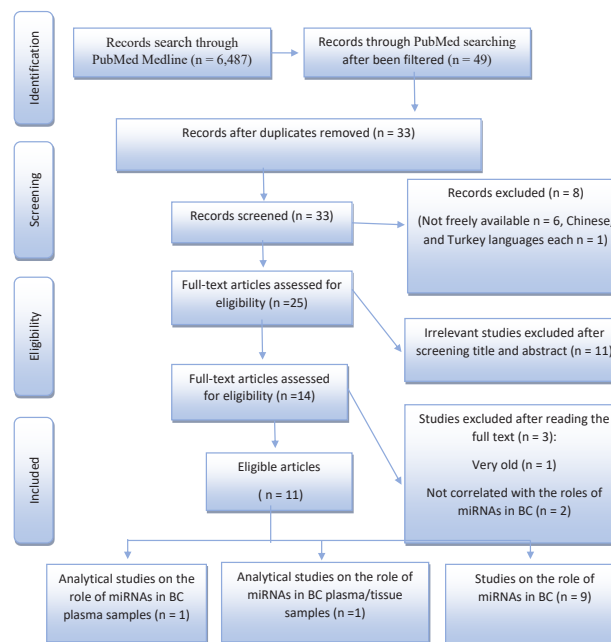 Identification
Records search through
PubMed Medline (n = 6,487)
Records through PubMed searching
after been filtered (n = 49)
Records after duplicates removed (n = 33)
Screening
Records screened (n = 33)
Records excluded (n = 8)
(Not freely available n = 6, Chinese,
and Turkey languages each n = 1)
Eligibility
Full-text articles assessed for
eligibility (n =25)
Irrelevant studies excluded after
screening title and abstract (n = 11)
Full-text articles assessed
for eligibility (n =14)
Included
Studies excluded after reading the
full text (n = 3):
Very old (n = 1)
Not correlated with the roles of
miRNAs in BC (n = 2)
Eligible articles
( n = 11)
Analytical studies on the
role of miRNAs in BC
plasma samples (n = 1)
Analytical studies on the role of
miRNAs in BC plasma/tissue
samples (n =1)
Studies on the role of
miRNAs in BC (n = 9)